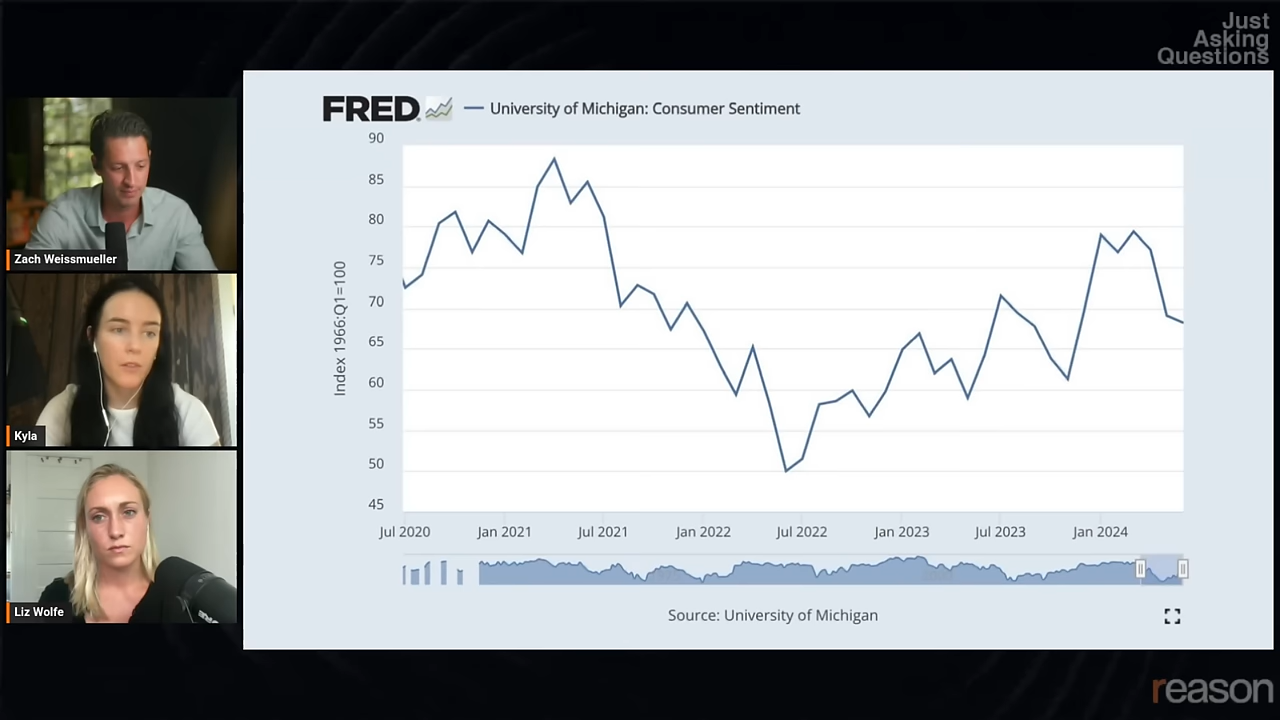 Just
Asking
Questions
FRED
University of Michigan: Consumer Sentiment
90
85
80
75
70
65
60
55
50
45
Index 1966:Q1=100
Jul 2020
Jan 2021
Jul 2021
Jan 2022
Jul 2022
Jan 2023
Jul 2023
Jan 2024
Source: University of Michigan
Zach Weissmueller
Kyla
Liz Wolfe
reason